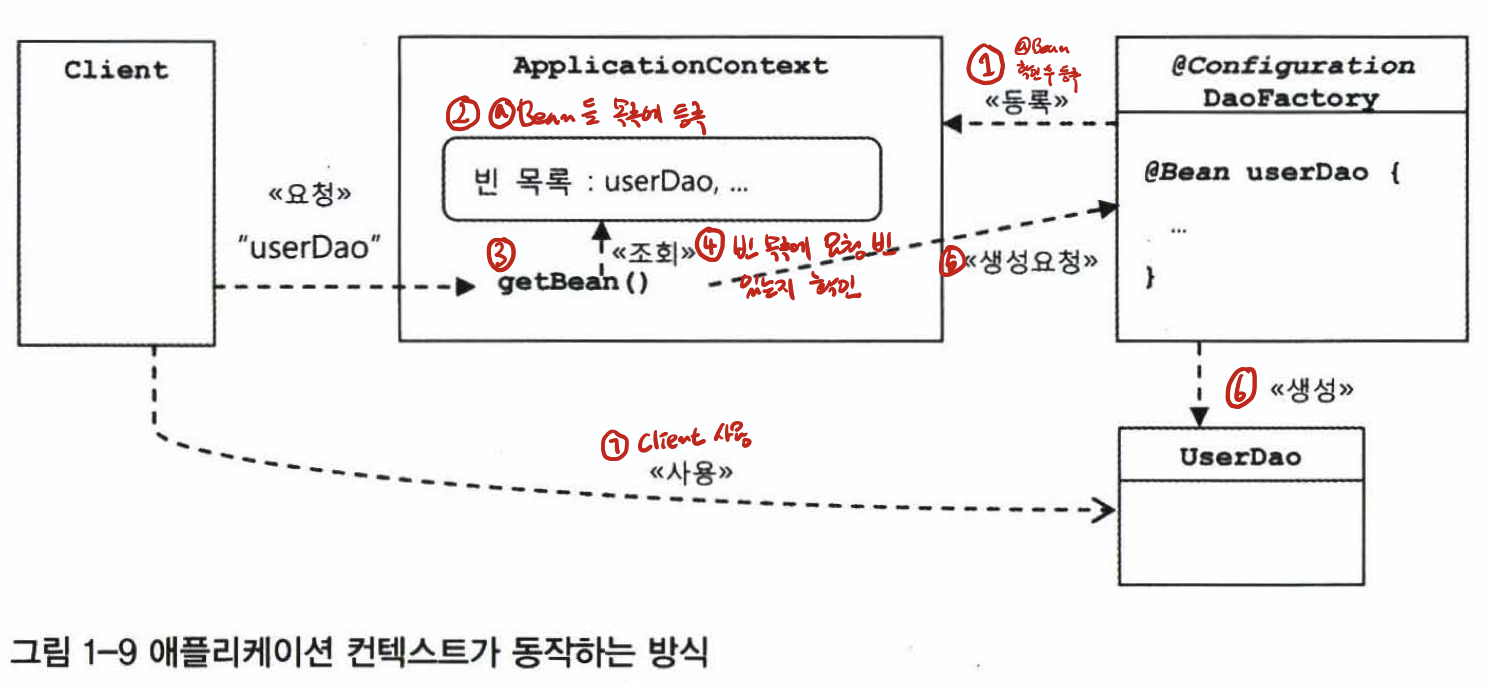 Client
ApplicationContext
① @Bean
확인 후 등록
«등록»
@Configuration
DaoFactory
② @Bean들 목록에 등록
빈 목록 : userDao, ...
@Bean userDao {
...
}
«요청»
"userDao"
③
getBean()
«조회»
④ 빈 목록에 요청 빈
있는지 확인
⑤ «생성요청»
⑥ «생성»
⑦ Client 사용
«사용»
UserDao
그림 1-9 애플리케이션 컨텍스트가 동작하는 방식